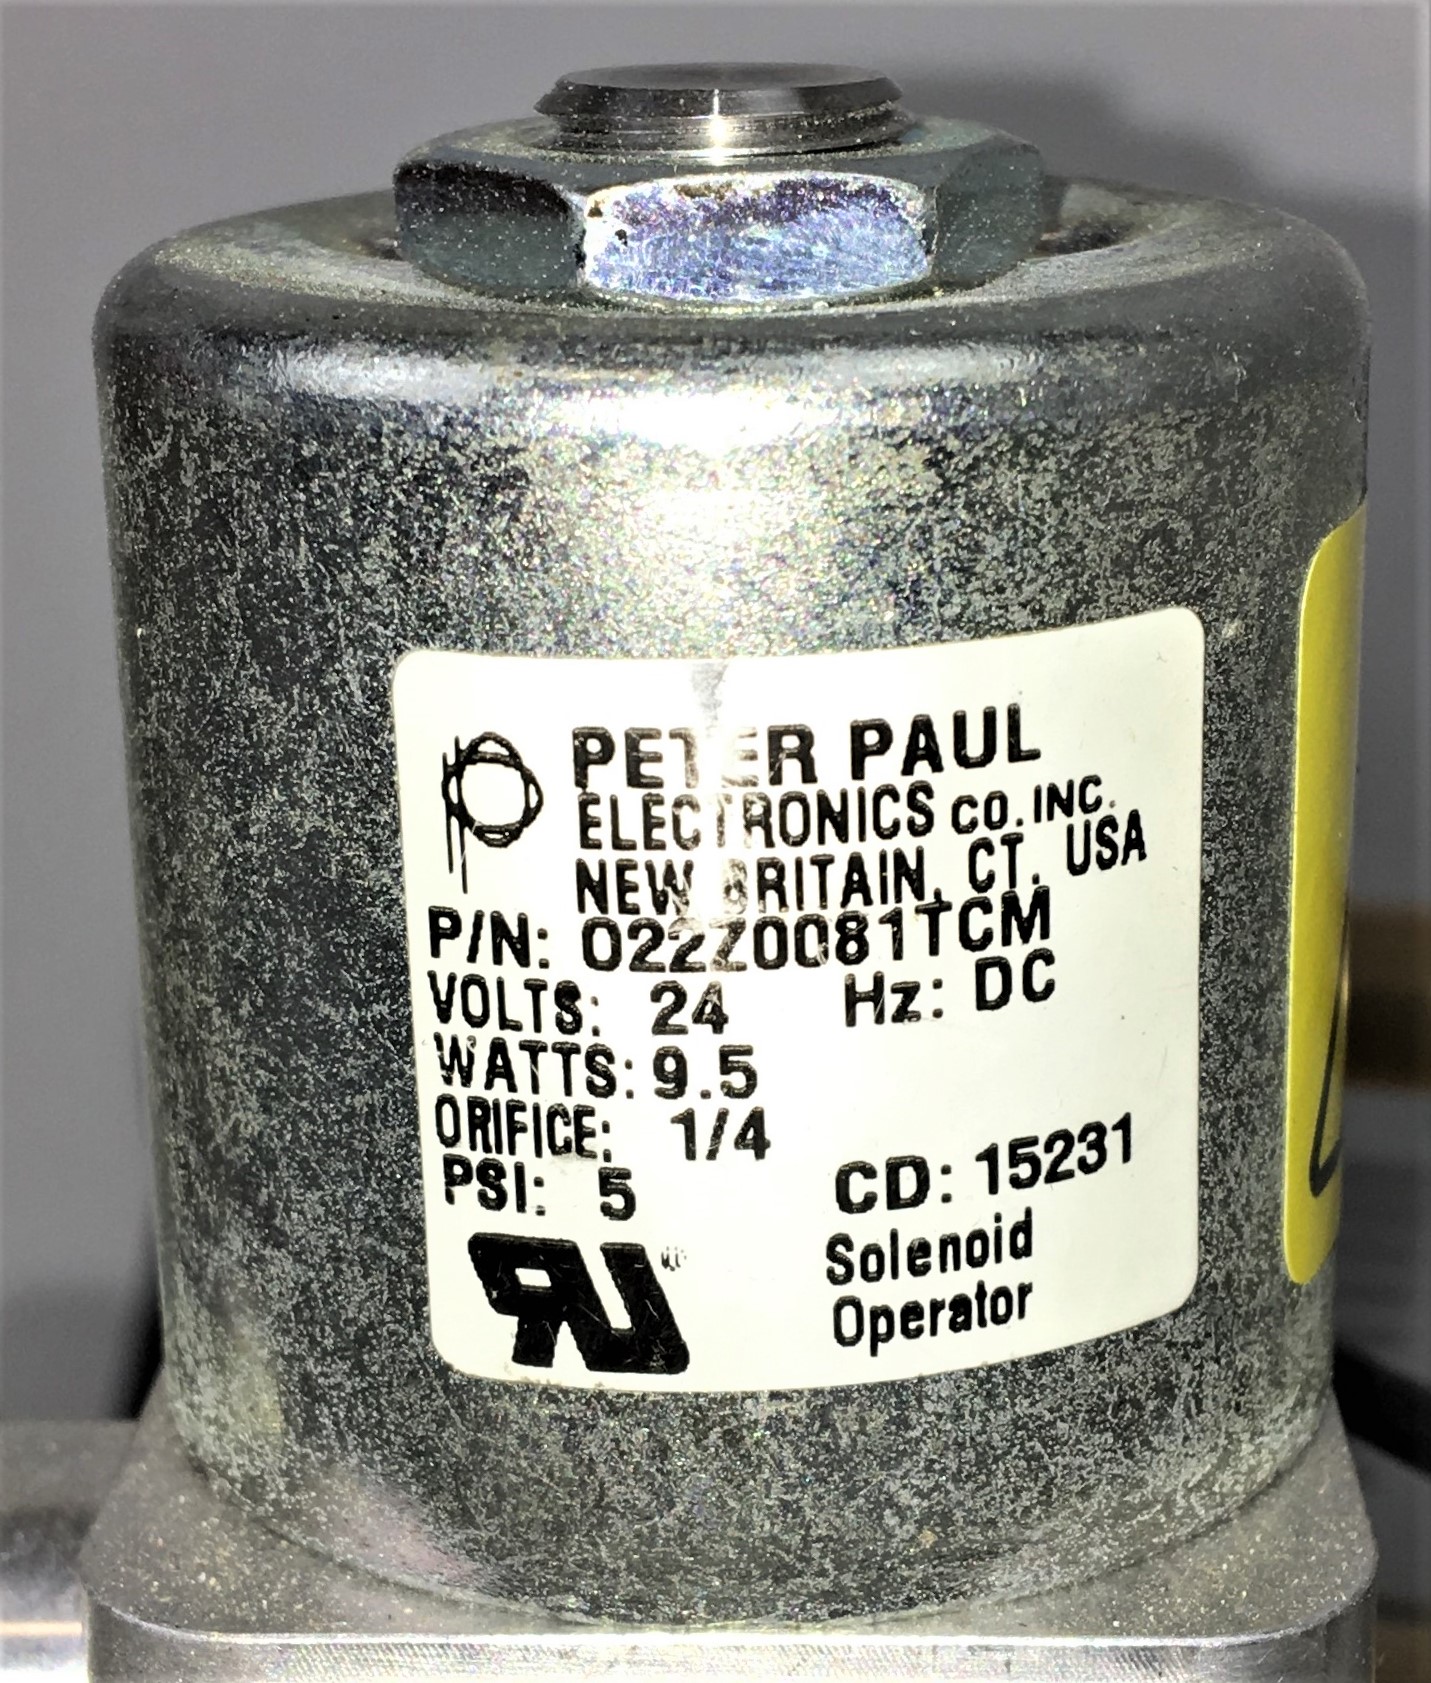 PETER PAUL
ELECTRONICS CO. INC.
NEW BRITAIN, CT. USA
P/N: 022Z0081TCM
VOLTS: 24 Hz: DC
WATTS: 9.5
ORIFICE: 1/4
PSI: 5 CD: 15231
Solenoid
Operator